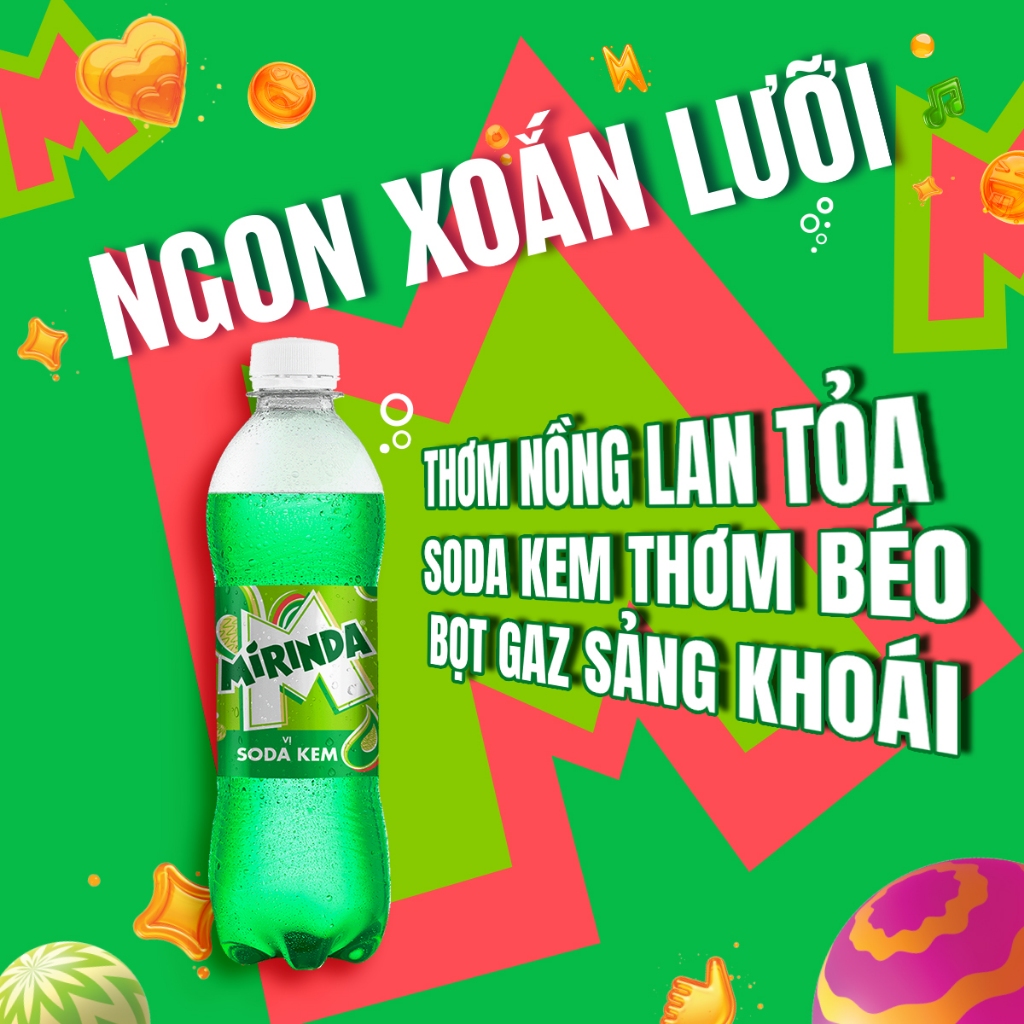 NGON XOẮN LƯỠI
THƠM NỒNG LAN TỎA
SODA KEM THƠM BÉO
BỌT GAZ SẢNG KHOÁI
M
MIRINDA
VỊ
SODA KEM